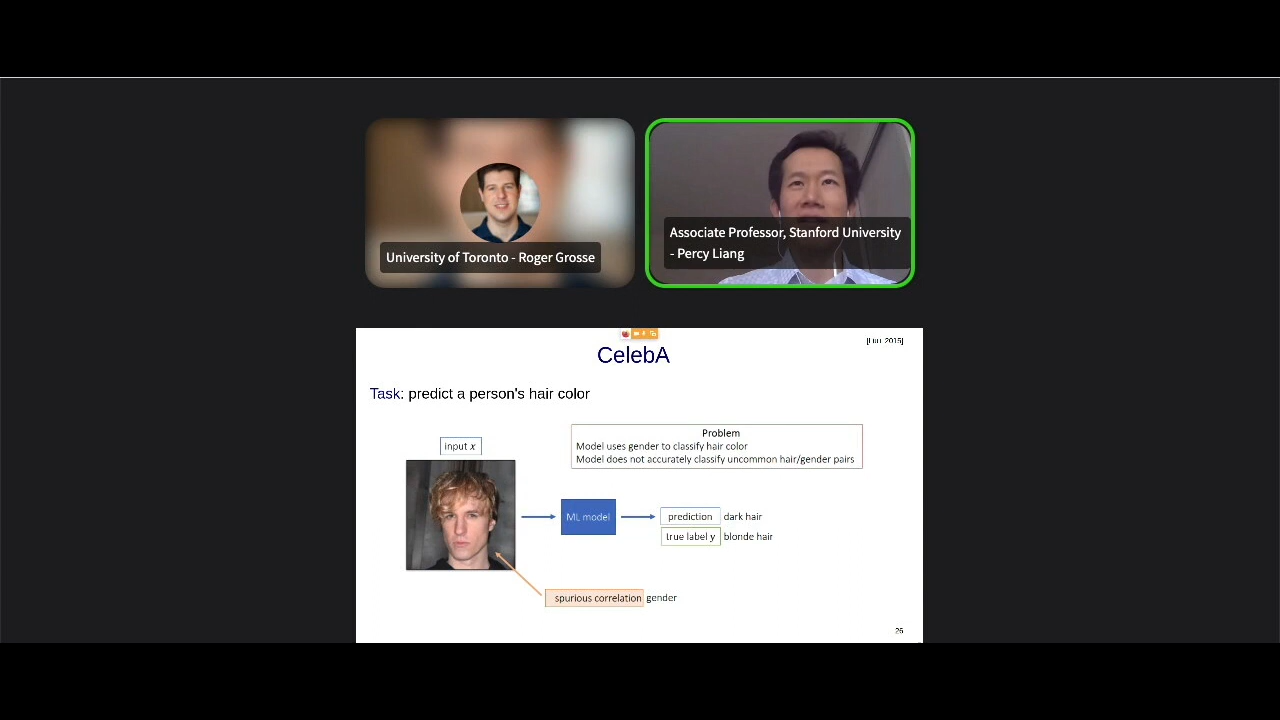 University of Toronto - Roger Grosse
Associate Professor, Stanford University
- Percy Liang
2015]
CelebA
Task: predict a person's hair color
Problem
Model uses gender to classify hair color
Model does not accurately classify uncommon hair/gender pairs
input x
ML model
prediction dark hair
true label y blonde hair
spurious correlation gender
26